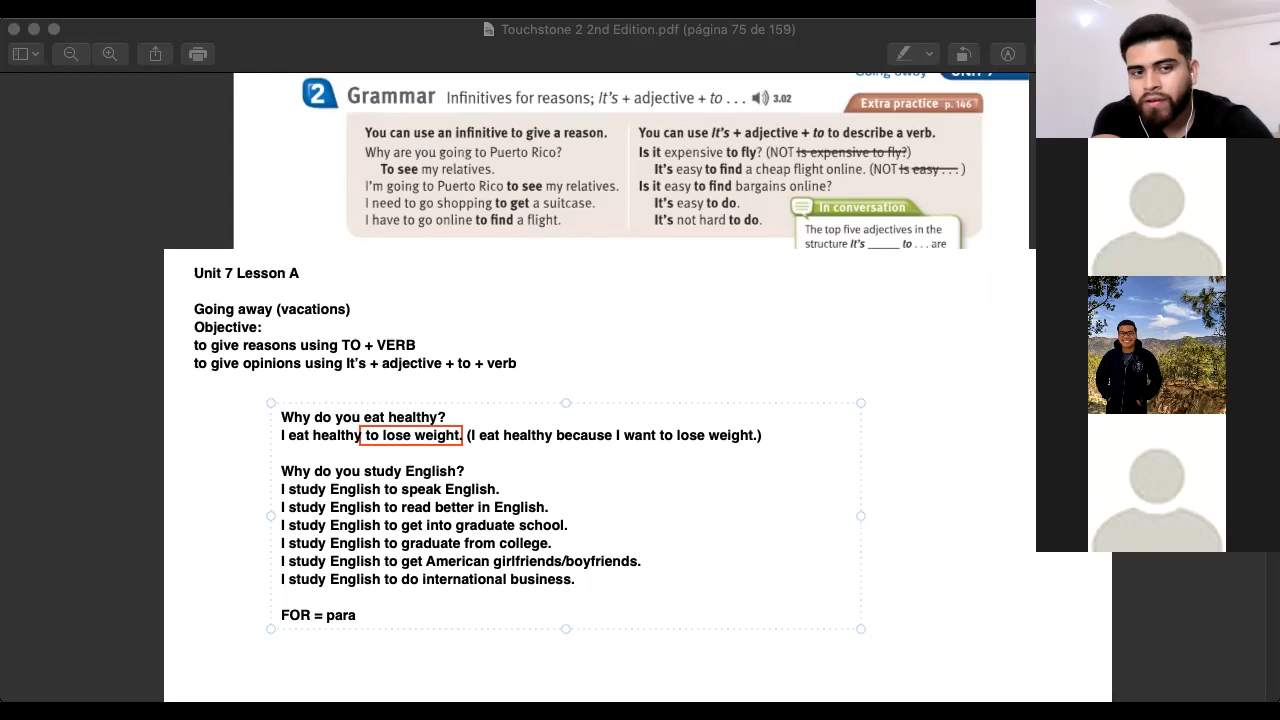 Touchstone 2 2nd Edition.pdf (página 75 de 159)
Going away
2 Grammar Infinitives for reasons; It's + adjective + to . . . 3.02
Extra practice p. 146
You can use an infinitive to give a reason.
Why are you going to Puerto Rico?
To see my relatives.
I'm going to Puerto Rico to see my relatives.
I need to go shopping to get a suitcase.
I have to go online to find a flight.
You can use It's + adjective + to to describe a verb.
Is it expensive to fly? (NOT Is expensive to fly?)
It's easy to find a cheap flight online. (NOT Is easy . . . )
Is it easy to find bargains online?
It's easy to do.
It's not hard to do.
In conversation
The top five adjectives in the
structure It's ______ to . . . are
Unit 7 Lesson A
Going away (vacations)
Objective:
to give reasons using TO + VERB
to give opinions using It's + adjective + to + verb
Why do you eat healthy?
I eat healthy to lose weight. (I eat healthy because I want to lose weight.)
Why do you study English?
I study English to speak English.
I study English to read better in English.
I study English to get into graduate school.
I study English to graduate from college.
I study English to get American girlfriends/boyfriends.
I study English to do international business.
FOR = para